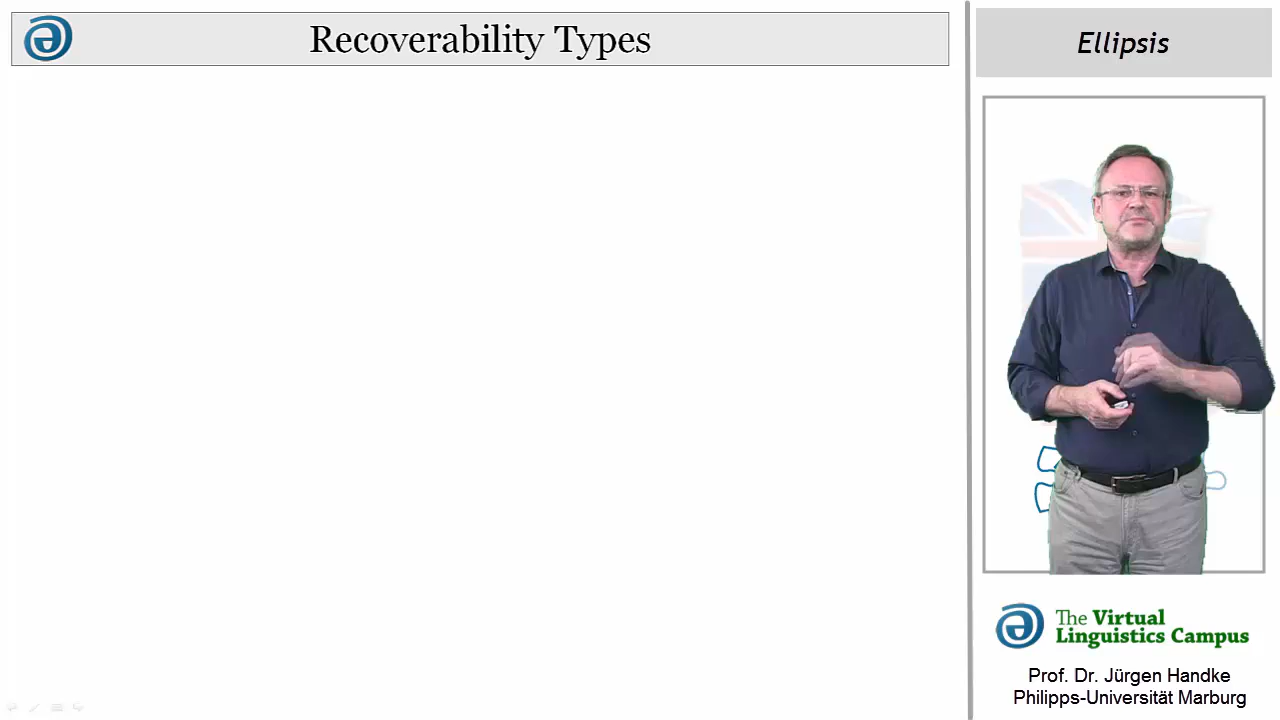 Recoverability Types
Ellipsis
The Virtual
Linguistics Campus
Prof. Dr. Jürgen Handke
Philipps-Universität Marburg